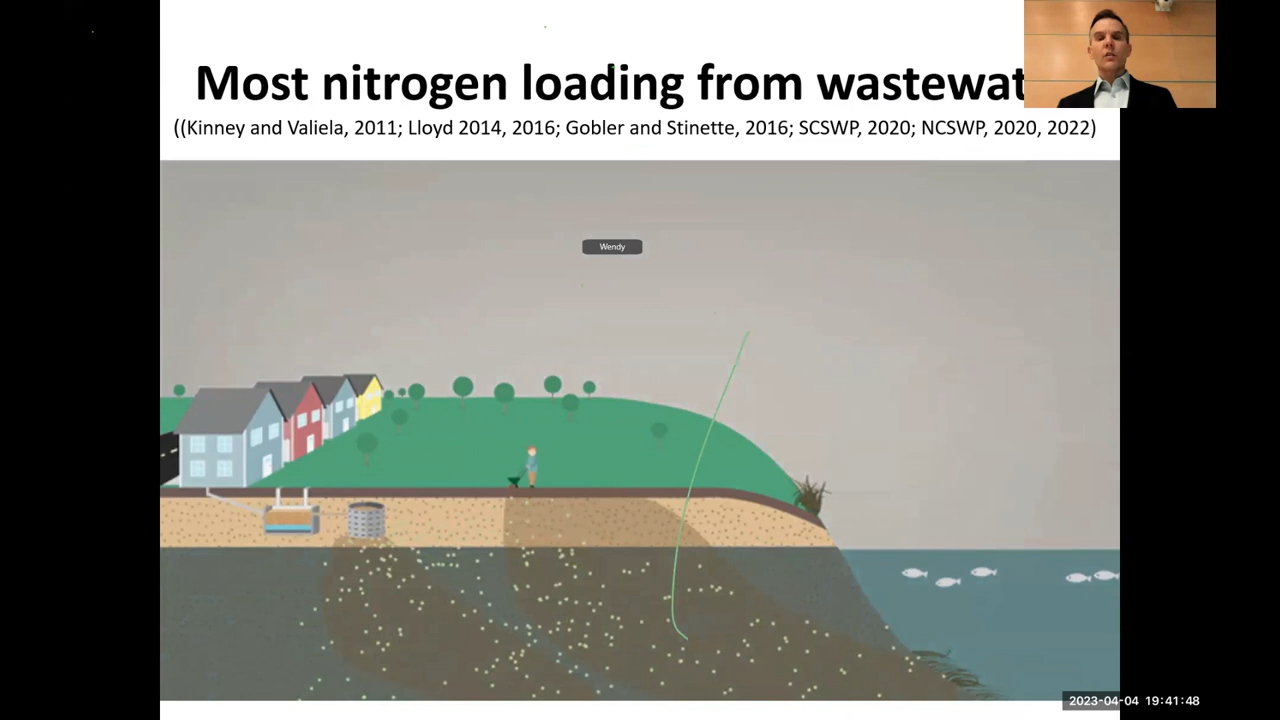 Most nitrogen loading from wastewat
((Kinney and Valiela, 2011; Lloyd 2014, 2016; Gobler and Stinette, 2016; SCSWP, 2020; NCSWP, 2020, 2022)
Wendy
2023-04-04 19:41:48